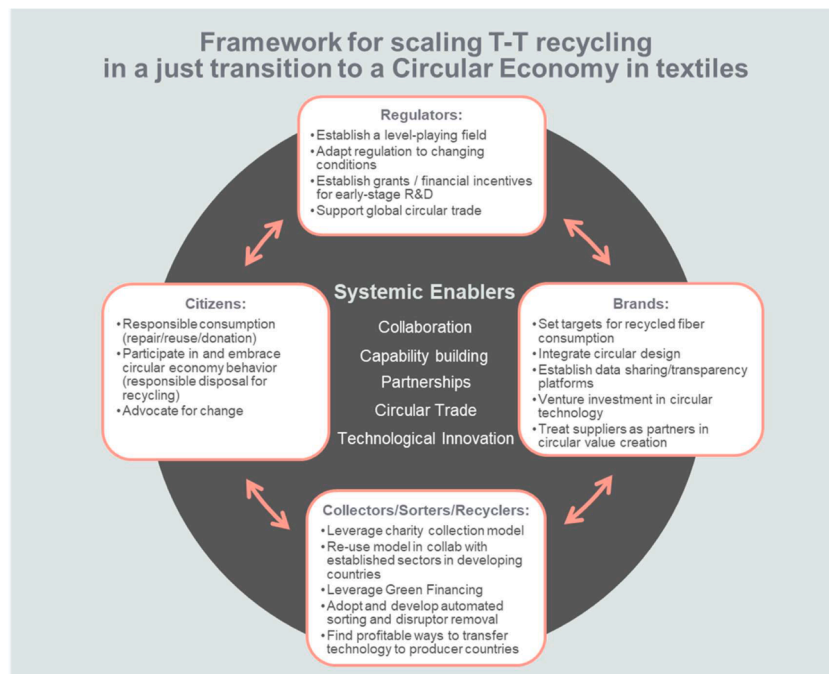 Framework for scaling T-T recycling
in a just transition to a Circular Economy in textiles
Regulators:
• Establish a level-playing field
• Adapt regulation to changing
conditions
• Establish grants / financial incentives
for early-stage R&D
• Support global circular trade
Citizens:
• Responsible consumption
(repair/reuse/donation)
• Participate in and embrace
circular economy behavior
(responsible disposal for
recycling)
• Advocate for change
Systemic Enablers
Collaboration
Capability building
Partnerships
Circular Trade
Technological Innovation
Brands:
• Set targets for recycled fiber
consumption
• Integrate circular design
• Establish data sharing/transparency
platforms
• Venture investment in circular
technology
• Treat suppliers as partners in
circular value creation
Collectors/Sorters/Recyclers:
• Leverage charity collection model
• Re-use model in collab with
established sectors in developing
countries
• Leverage Green Financing
• Adopt and develop automated
sorting and disruptor removal
• Find profitable ways to transfer
technology to producer countries